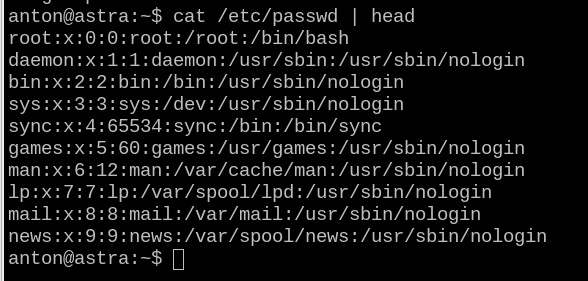 anton@astra:~$ cat /etc/passwd | head
root:x:0:0:root:/root:/bin/bash
daemon:x:1:1:daemon:/usr/sbin:/usr/sbin/nologin
bin:x:2:2:bin:/bin:/usr/sbin/nologin
sys:x:3:3:sys:/dev:/usr/sbin/nologin
sync:x:4:65534:sync:/bin:/bin/sync
games:x:5:60:games:/usr/games:/usr/sbin/nologin
man:x:6:12:man:/var/cache/man:/usr/sbin/nologin
lp:x:7:7:lp:/var/spool/lpd:/usr/sbin/nologin
mail:x:8:8:mail:/var/mail:/usr/sbin/nologin
news:x:9:9:news:/var/spool/news:/usr/sbin/nologin
anton@astra:~$